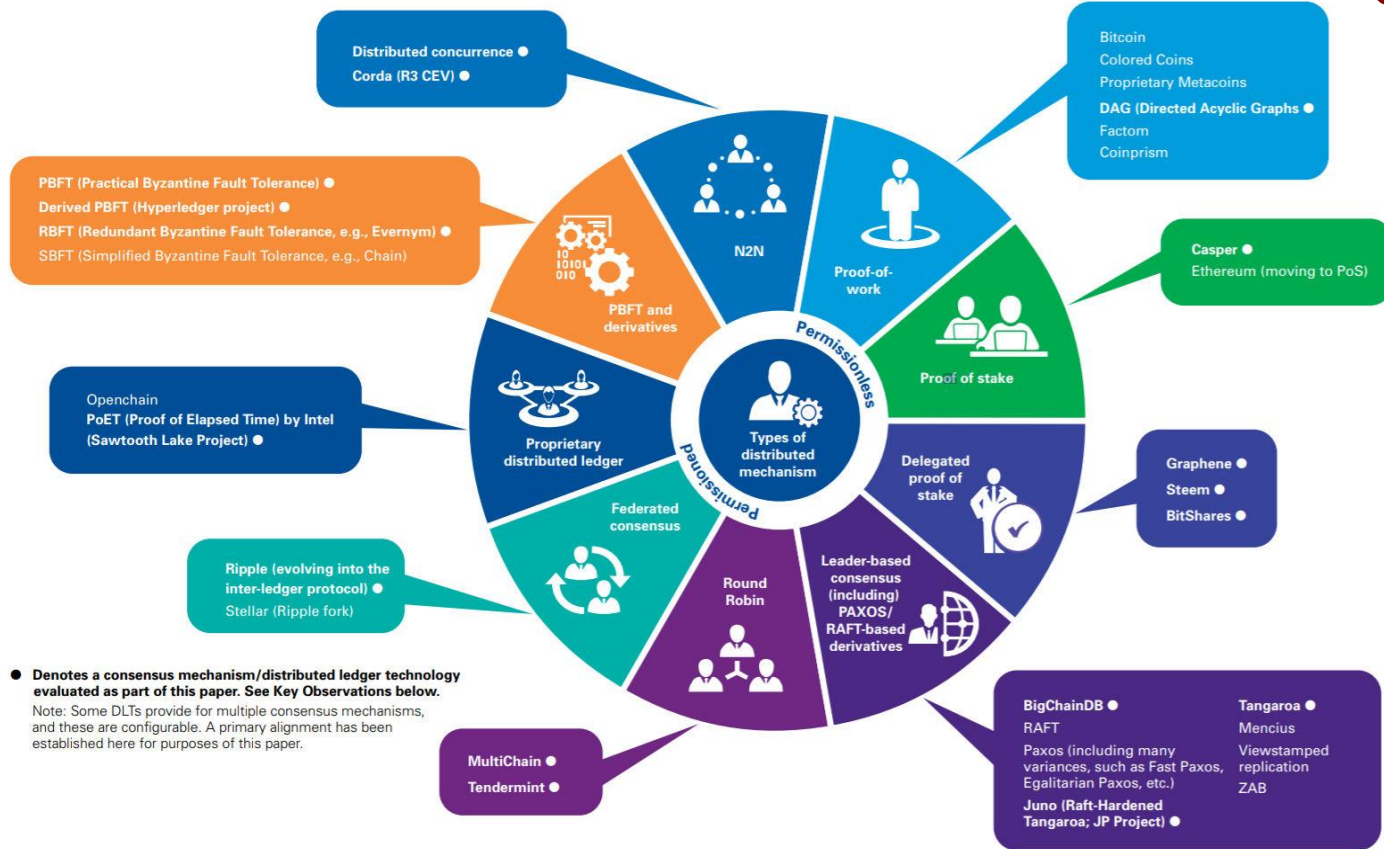 Distributed concurrence ●
Corda (R3 CEV) ●
Bitcoin
Colored Coins
Proprietary Metacoins
DAG (Directed Acyclic Graphs ●
Factom
Coinprism
PBFT (Practical Byzantine Fault Tolerance) ●
Derived PBFT (Hyperledger project) ●
RBFT (Redundant Byzantine Fault Tolerance, e.g., Evernym) ●
SBFT (Simplified Byzantine Fault Tolerance, e.g., Chain)
Casper ●
Ethereum (moving to PoS)
Openchain
PoET (Proof of Elapsed Time) by Intel
(Sawtooth Lake Project) ●
Graphene ●
Steem ●
BitShares ●
Ripple (evolving into the
inter-ledger protocol) ●
Stellar (Ripple fork)
MultiChain ●
Tendermint ●
BigChainDB ●
RAFT
Paxos (including many
variances, such as Fast Paxos,
Egalitarian Paxos, etc.)
Juno (Raft-Hardened
Tangaroa; JP Project) ●
Tangaroa ●
Mencius
Viewstamped
replication
ZAB
N2N
Proof-of-
work
Proof of stake
Delegated
proof of
stake
Leader-based
consensus
(including)
PAXOS/
RAFT-based
derivatives
Round
Robin
Federated
consensus
Proprietary
distributed ledger
10
10101
010
PBFT and
derivatives
Permissionless
Permissioned
Types of
distributed
mechanism
● Denotes a consensus mechanism/distributed ledger technology
evaluated as part of this paper. See Key Observations below.
Note: Some DLTs provide for multiple consensus mechanisms,
and these are configurable. A primary alignment has been
established here for purposes of this paper.